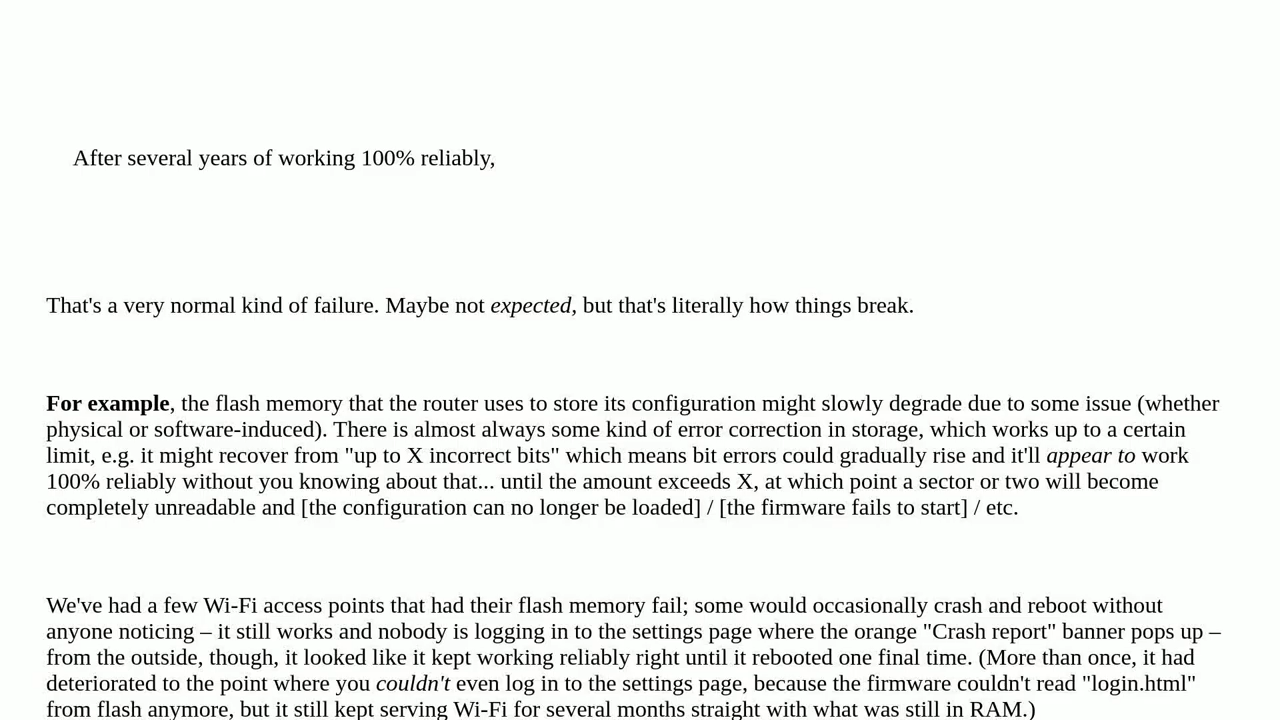 After several years of working 100% reliably,
That's a very normal kind of failure. Maybe not expected, but that's literally how things break.
For example, the flash memory that the router uses to store its configuration might slowly degrade due to some issue (whether
physical or software-induced). There is almost always some kind of error correction in storage, which works up to a certain
limit, e.g. it might recover from "up to X incorrect bits" which means bit errors could gradually rise and it'll appear to work
100% reliably without you knowing about that... until the amount exceeds X, at which point a sector or two will become
completely unreadable and [the configuration can no longer be loaded] / [the firmware fails to start] / etc.
We've had a few Wi-Fi access points that had their flash memory fail; some would occasionally crash and reboot without
anyone noticing – it still works and nobody is logging in to the settings page where the orange "Crash report" banner pops up –
from the outside, though, it looked like it kept working reliably right until it rebooted one final time. (More than once, it had
deteriorated to the point where you couldn't even log in to the settings page, because the firmware couldn't read "login.html"
from flash anymore, but it still kept serving Wi-Fi for several months straight with what was still in RAM.)